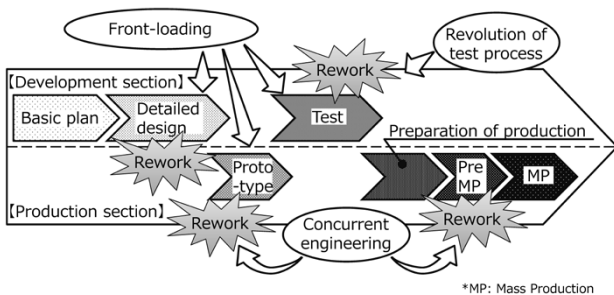 Front-loading
Revolution of
test process
Rework
【Development section】
Basic plan
Detailed
design
Test
Preparation of production
Rework
Proto
-type
Pre
MP
MP
【Production section】
Rework
Concurrent
engineering
Rework
*MP: Mass Production